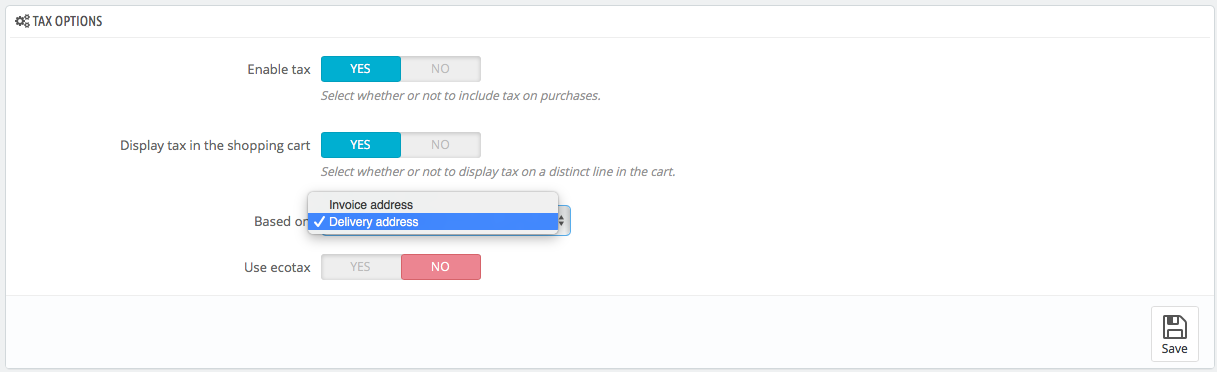 TAX OPTIONS
Enable tax YES NO
Select whether or not to include tax on purchases.
Display tax in the shopping cart YES NO
Select whether or not to display tax on a distinct line in the cart.
Invoice address
Based on ✓ Delivery address
Use ecotax YES NO
Save